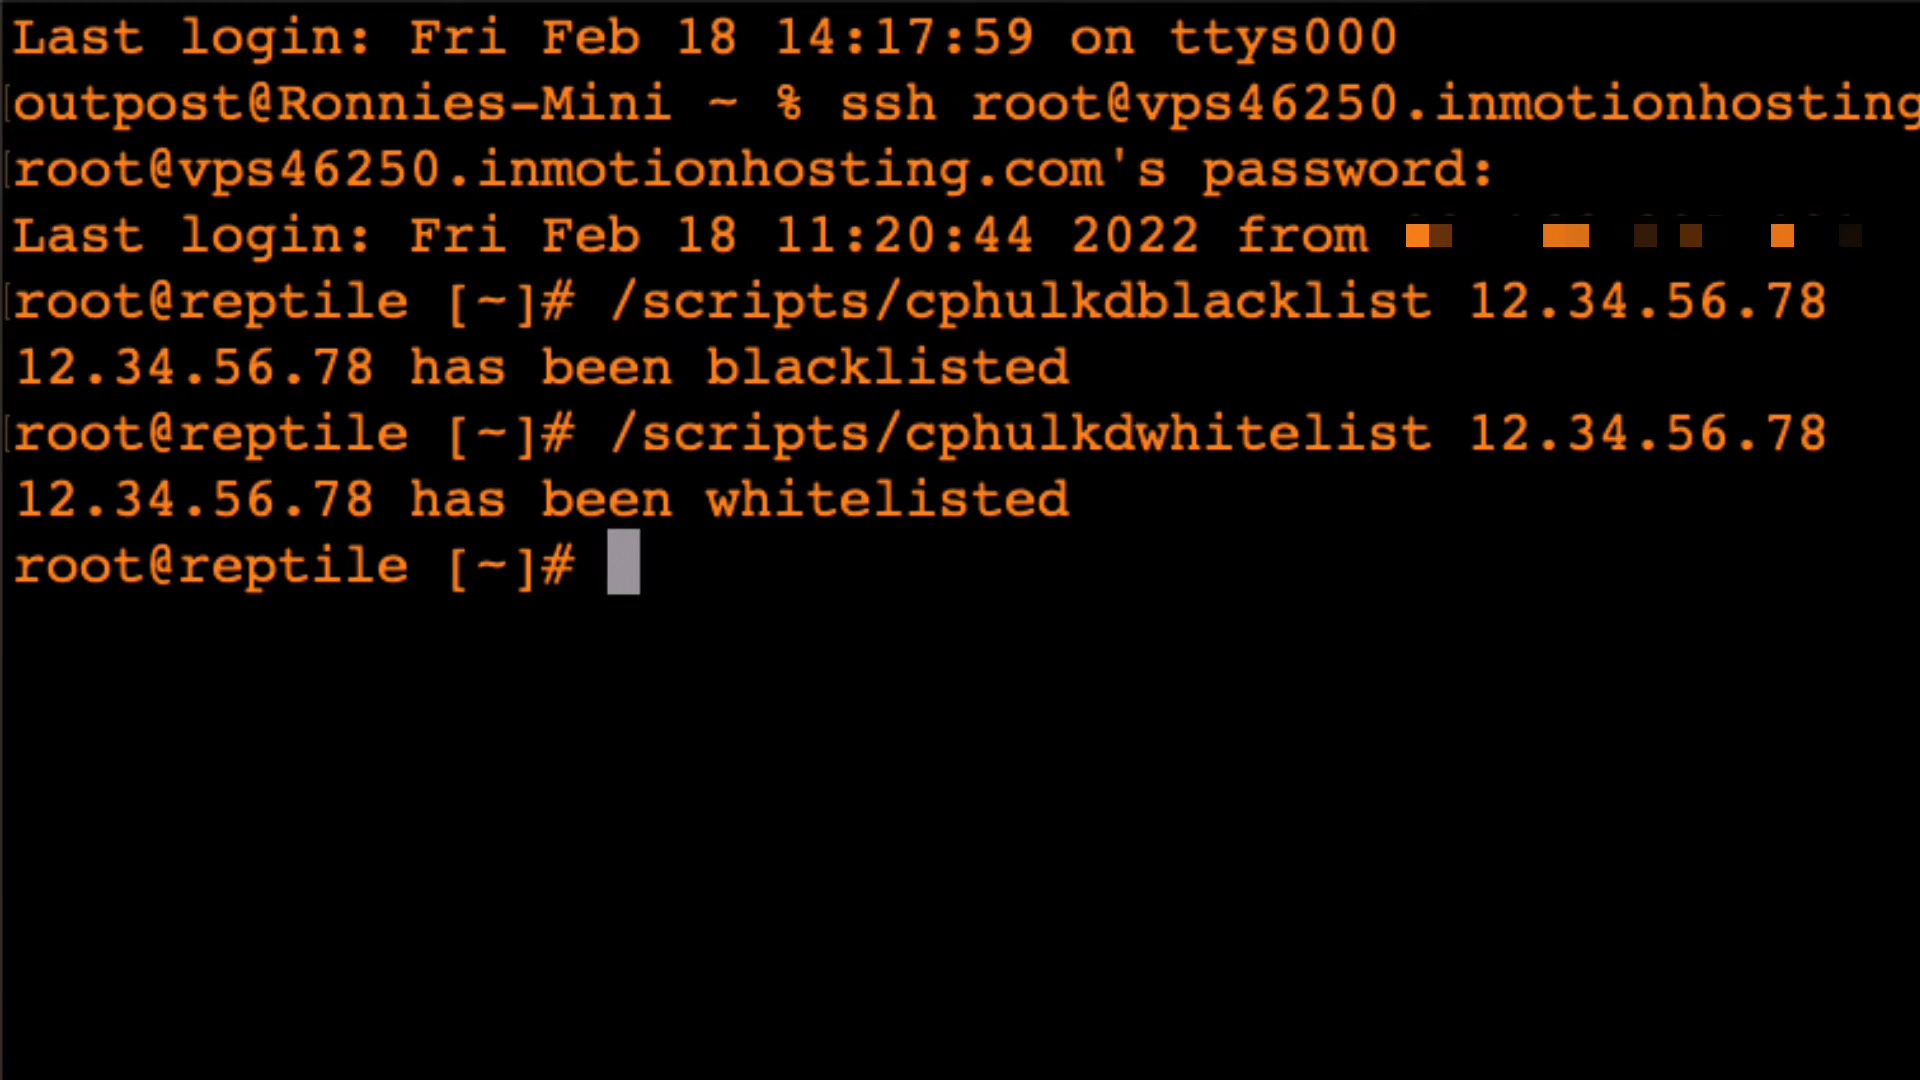 Last login: Fri Feb 18 14:17:59 on ttys000
outpost@Ronnies-Mini ~ % ssh root@vps46250.inmotionhosting
root@vps46250.inmotionhosting.com's password:
Last login: Fri Feb 18 11:20:44 2022 from
root@reptile [~]# /scripts/cphulkdblacklist 12.34.56.78
12.34.56.78 has been blacklisted
root@reptile [~]# /scripts/cphulkdwhitelist 12.34.56.78
12.34.56.78 has been whitelisted
root@reptile [~]#